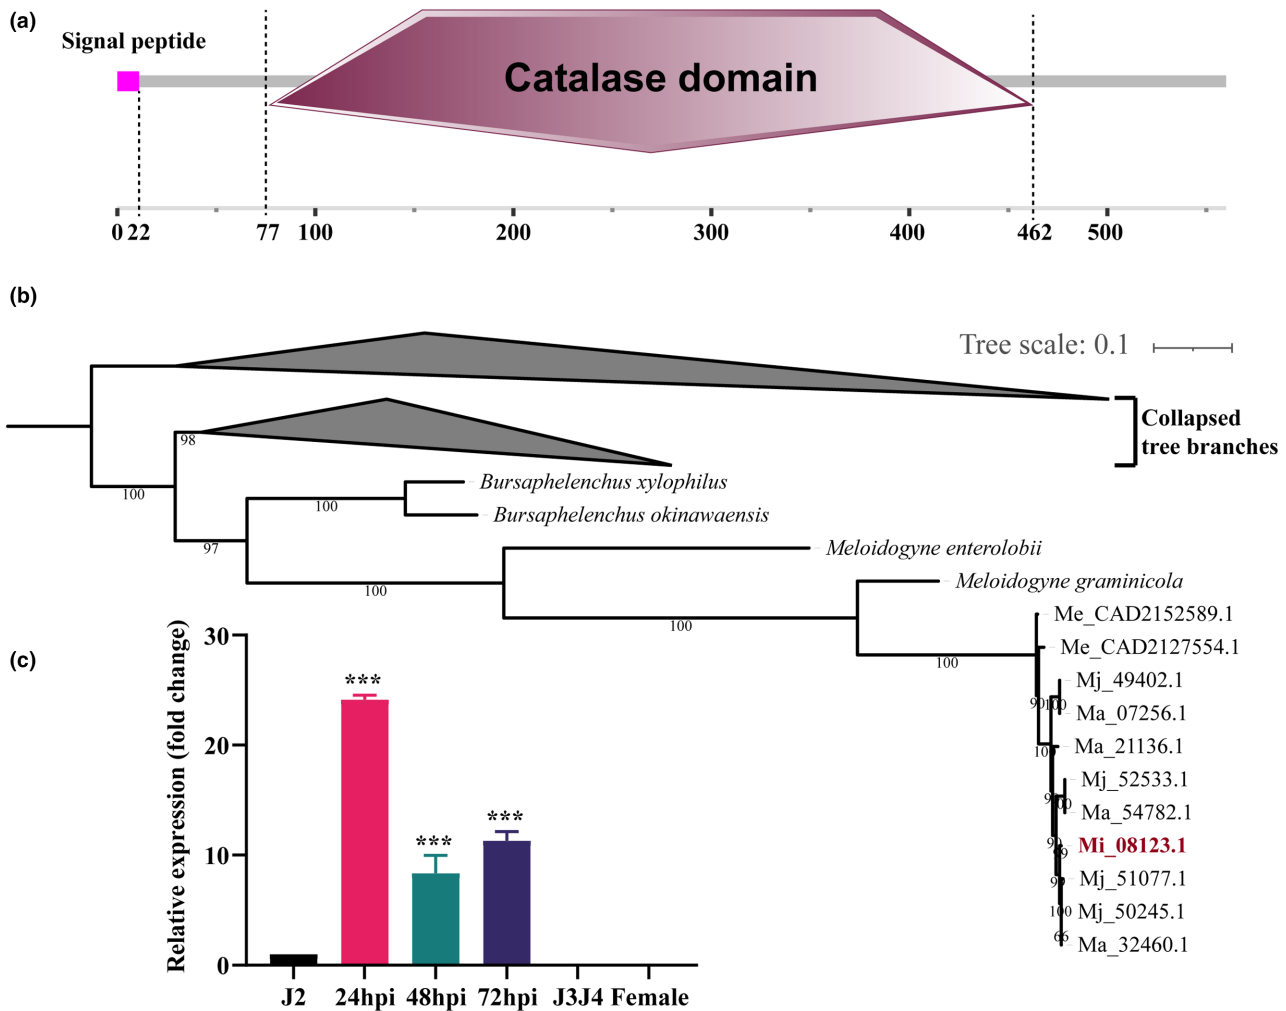 (a)
Signal peptide
Catalase domain
0 22 77 100 200 300 400 462 500
(b)
Tree scale: 0.1
Collapsed
tree branches
98
100
Bursaphelenchus xylophilus
100
Bursaphelenchus okinawaensis
97
Meloidogyne enterolobii
100
Meloidogyne graminicola
100
Me_CAD2152589.1
100
Me_CAD2127554.1
Mj_49402.1
100
Ma_07256.1
Ma_21136.1
Mj_52533.1
Ma_54782.1
Mi_08123.1
Mj_51077.1
100
Mj_50245.1
66
Ma_32460.1
(c)
Relative expression (fold change)
30
20
10
0
***
***
***
J2 24hpi 48hpi 72hpi J3J4 Female